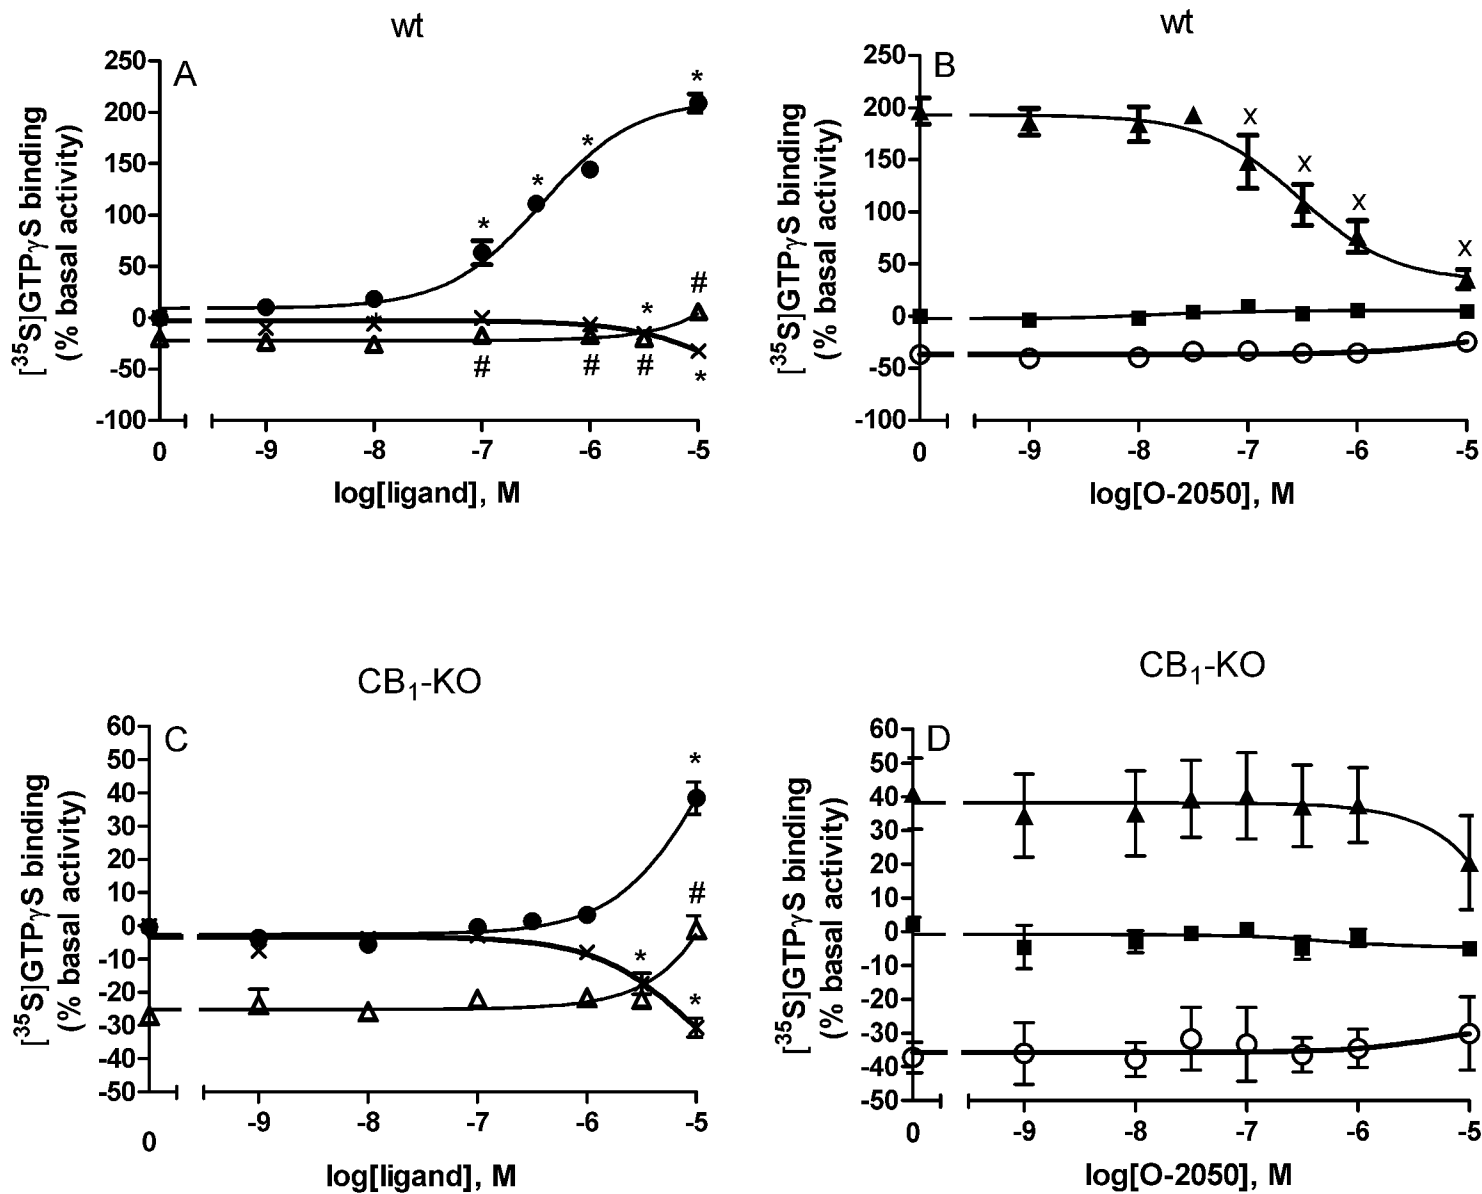 wt
A
250
200
150
100
50
0
-50
-100
[³⁵S]GTPγS binding
(% basal activity)
* * * * * # *
# # # *
0 -9 -8 -7 -6 -5
log[ligand], M
wt
B
250
200
150
100
50
0
-50
-100
[³⁵S]GTPγS binding
(% basal activity)
x x x x
0 -9 -8 -7 -6 -5
log[O-2050], M
CB₁-KO
C
60
50
40
30
20
10
0
-10
-20
-30
-40
-50
[³⁵S]GTPγS binding
(% basal activity)
*
#
* *
0 -9 -8 -7 -6 -5
log[ligand], M
CB₁-KO
D
60
50
40
30
20
10
0
-10
-20
-30
-40
-50
[³⁵S]GTPγS binding
(% basal activity)
0 -9 -8 -7 -6 -5
log[O-2050], M